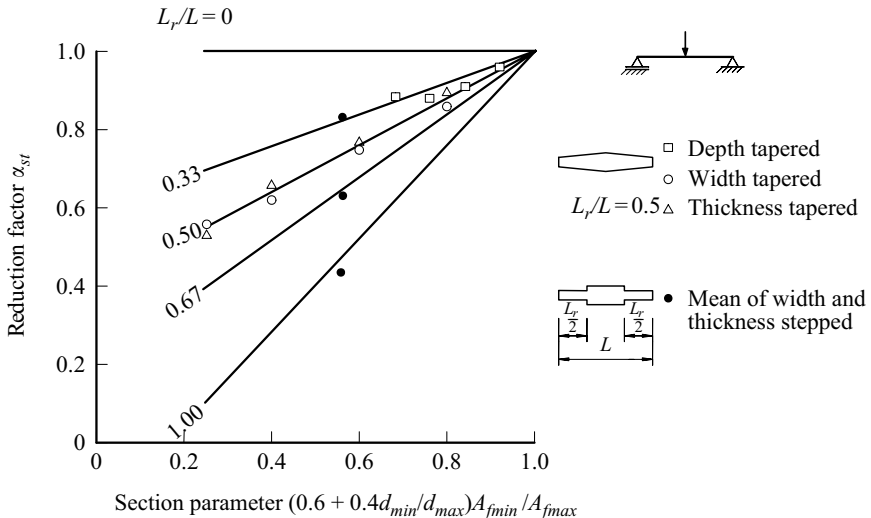 L_r/L = 0
1.0
0.8
0.6
0.4
0.2
0
0
0.2
0.4
0.6
0.8
1.0
0.33
0.50
0.67
1.00
Reduction factor α_st
Section parameter (0.6 + 0.4d_min/d_max)A_fmin/A_fmax
Depth tapered
Width tapered
L_r/L = 0.5
Thickness tapered
Mean of width and
thickness stepped
L_r/2
L_r/2
L